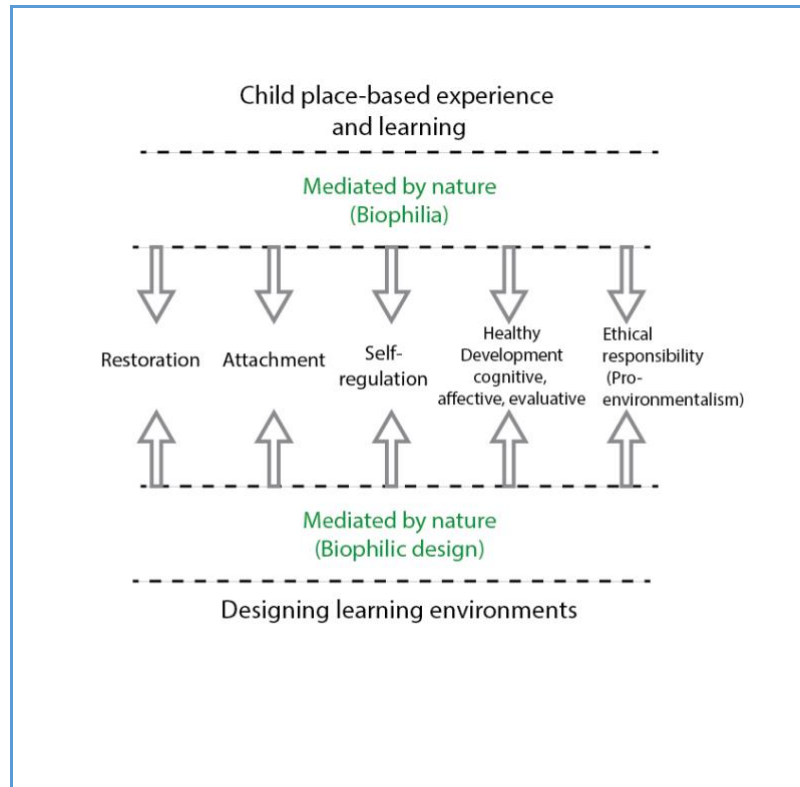 Child place-based experience
and learning
Mediated by nature
(Biophilia)
Restoration
Attachment
Self-
regulation
Healthy
Development
cognitive,
affective, evaluative
Ethical
responsibility
(Pro-
environmentalism)
Mediated by nature
(Biophilic design)
Designing learning environments